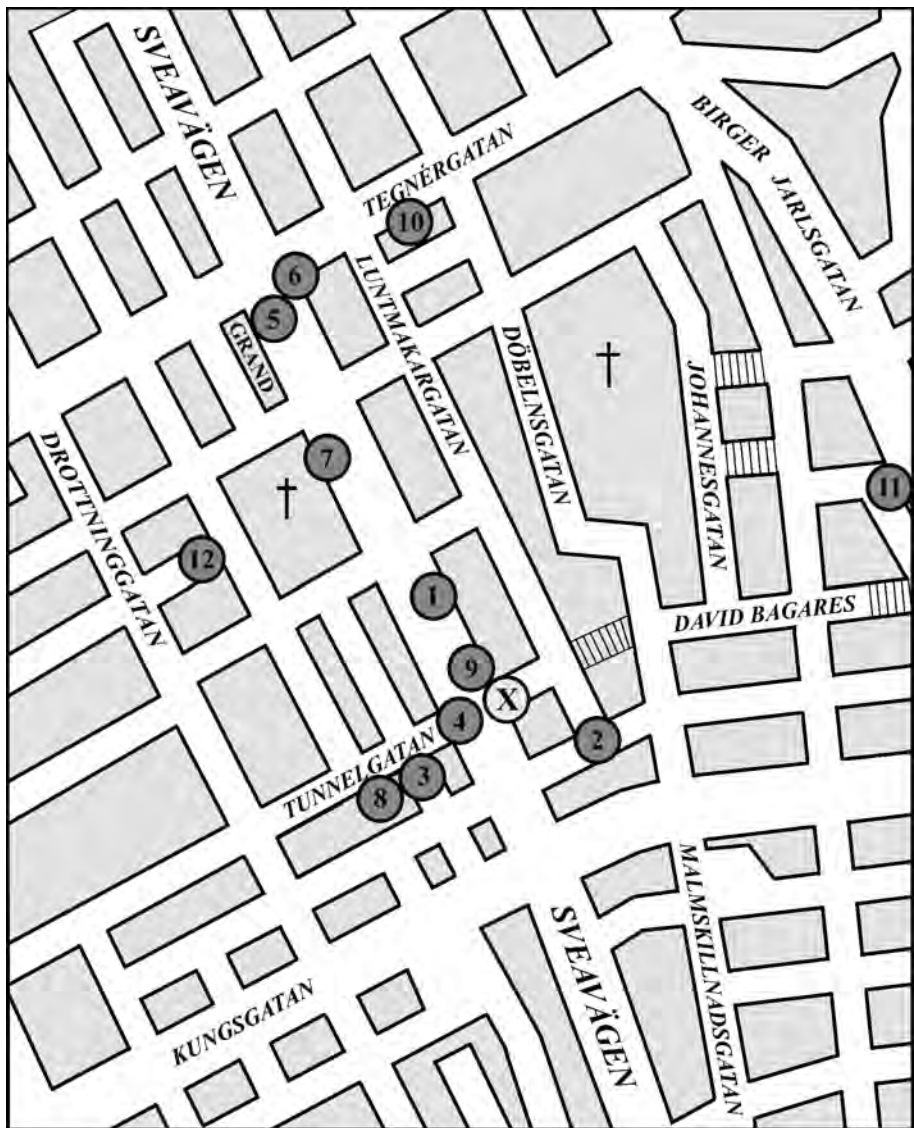 SVEAVÄGEN
BIRGER
JARLSGATAN
TEGNÉRGATAN
10
LUNTMAKARGATAN
6
5
GRAND
DÖBELNSGATAN
JOHANNESGATAN
DROTTNINGGATAN
7
11
12
1
DAVID BAGARES
9
X
4
2
TUNNELGATAN
3
8
MALMSKILLNADSGATAN
SVEAVÄGEN
KUNGSGATAN